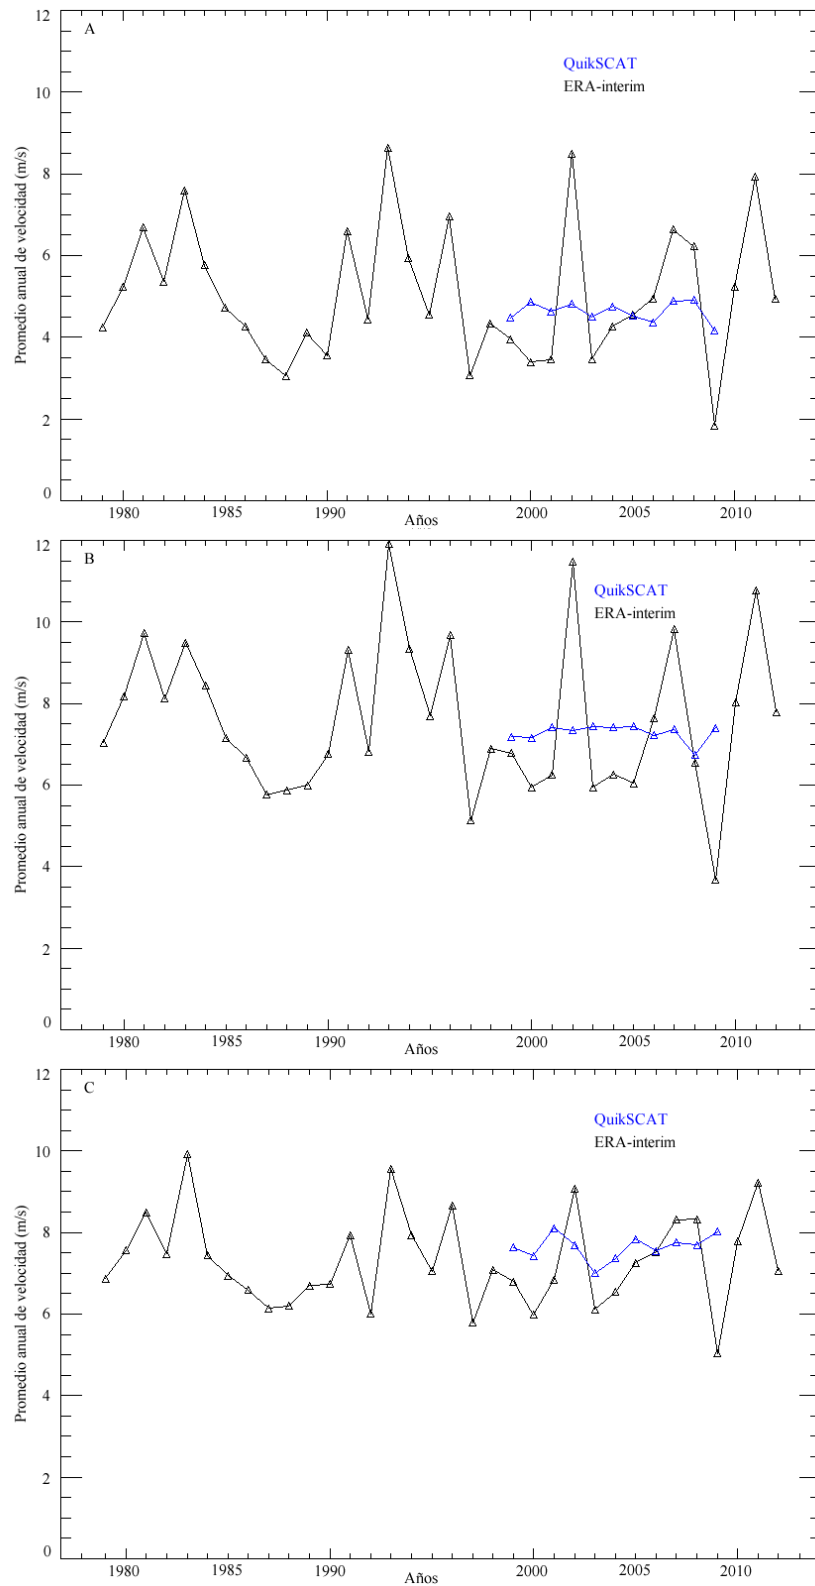 12
A
QuikSCAT
ERA-interim
10
8
6
4
2
0
Promedio anual de velocidad (m/s)
1980
1985
1990
2000
2005
2010
Años
12
B
QuikSCAT
ERA-interim
10
8
6
4
2
0
Promedio anual de velocidad (m/s)
1980
1985
1990
2000
2005
2010
Años
12
C
QuikSCAT
ERA-interim
10
8
6
4
2
0
Promedio anual de velocidad (m/s)
1980
1985
1990
2000
2005
2010
Años